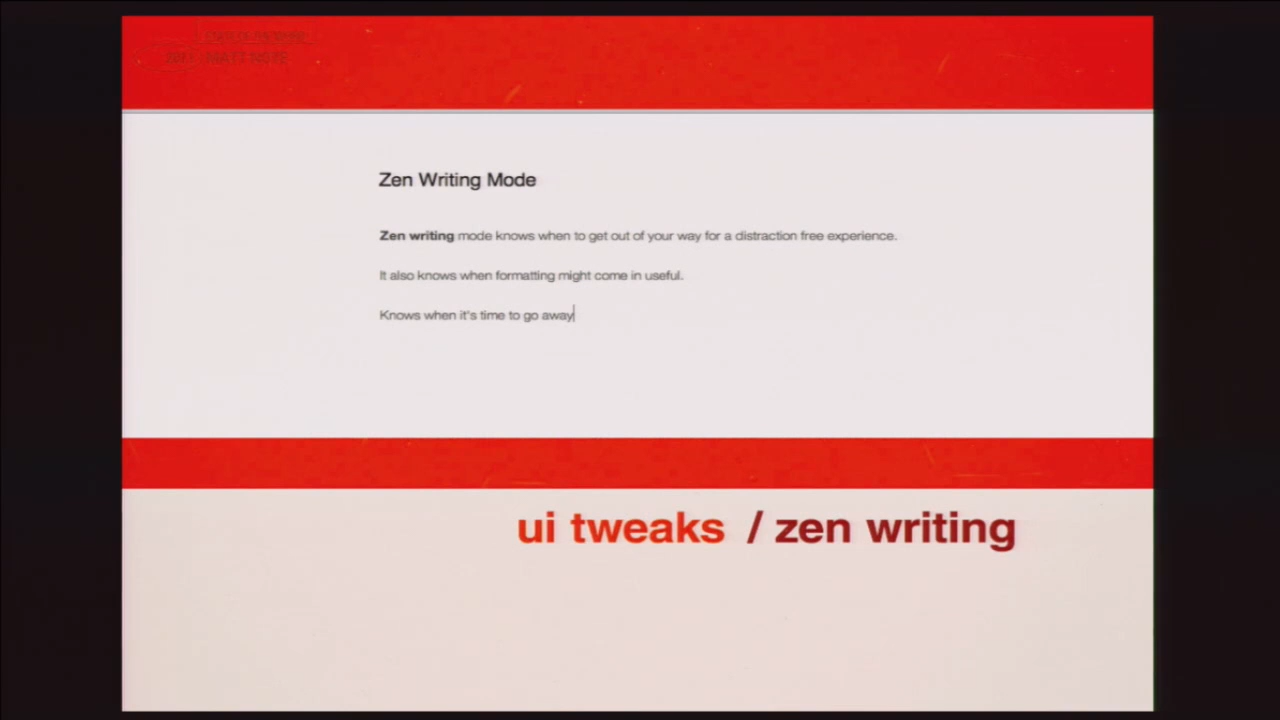 Zen Writing Mode
Zen writing mode knows when to get out of your way for a distraction free experience.
It also knows when formatting might come in useful.
Knows when it's time to go away
ui tweaks / zen writing